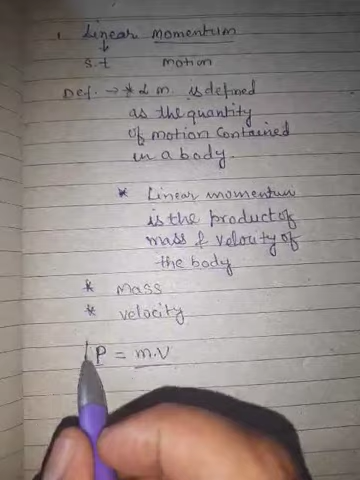 1. Linear Momentum
↓
s.t motion
Def. → * L m. is defined
as the quantity
of motion contained
in a body.
* Linear momentum
is the product of
mass & velocity of
the body
* Mass
* velocity
P = m.V